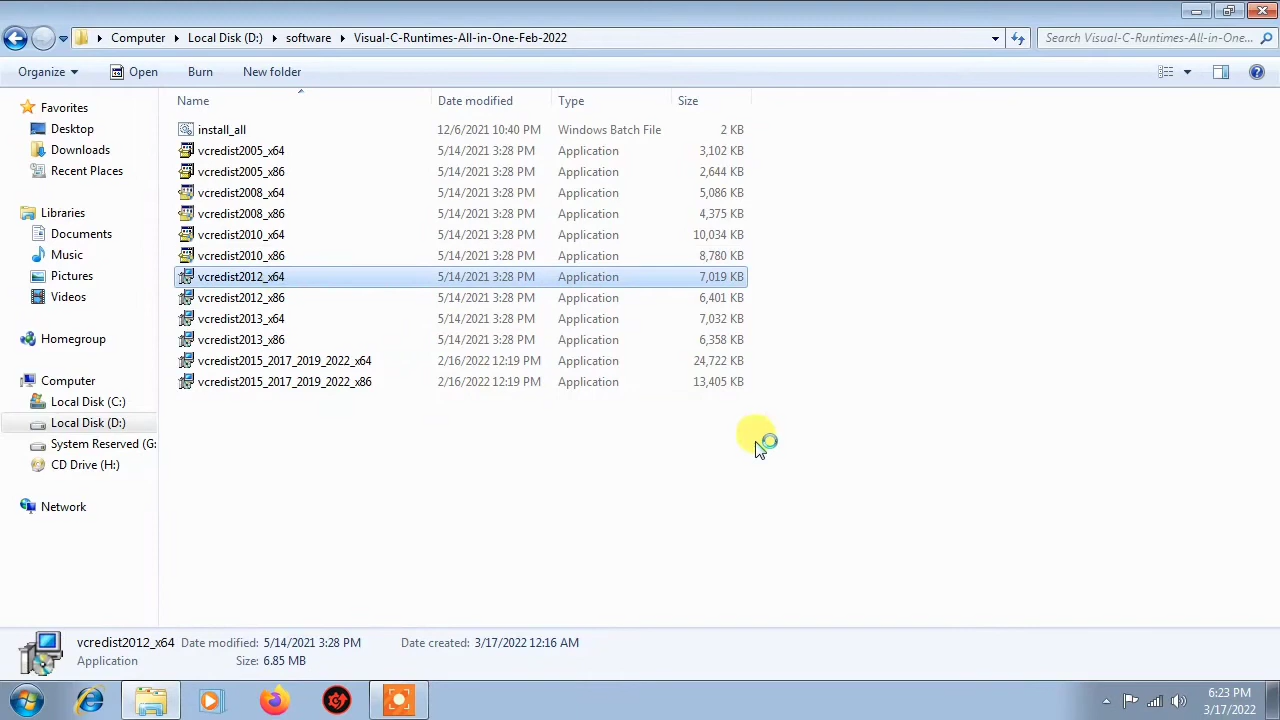 Computer Local Disk (D:) software Visual-C-Runtimes-All-in-One-Feb-2022 Search Visual-C-Runtimes-All-in-One...
Organize Open Burn New folder
Name Date modified Type Size
Favorites
Desktop
Downloads
Recent Places
Libraries
Documents
Music
Pictures
Videos
Homegroup
Computer
Local Disk (C:)
Local Disk (D:)
System Reserved (G:
CD Drive (H:)
Network
install_all 12/6/2021 10:40 PM Windows Batch File 2 KB
vcredist2005_x64 5/14/2021 3:28 PM Application 3,102 KB
vcredist2005_x86 5/14/2021 3:28 PM Application 2,644 KB
vcredist2008_x64 5/14/2021 3:28 PM Application 5,086 KB
vcredist2008_x86 5/14/2021 3:28 PM Application 4,375 KB
vcredist2010_x64 5/14/2021 3:28 PM Application 10,034 KB
vcredist2010_x86 5/14/2021 3:28 PM Application 8,780 KB
vcredist2012_x64 5/14/2021 3:28 PM Application 7,019 KB
vcredist2012_x86 5/14/2021 3:28 PM Application 6,401 KB
vcredist2013_x64 5/14/2021 3:28 PM Application 7,032 KB
vcredist2013_x86 5/14/2021 3:28 PM Application 6,358 KB
vcredist2015_2017_2019_2022_x64 2/16/2022 12:19 PM Application 24,722 KB
vcredist2015_2017_2019_2022_x86 2/16/2022 12:19 PM Application 13,405 KB
vcredist2012_x64 Date modified: 5/14/2021 3:28 PM Date created: 3/17/2022 12:16 AM
Application Size: 6.85 MB
6:23 PM
3/17/2022